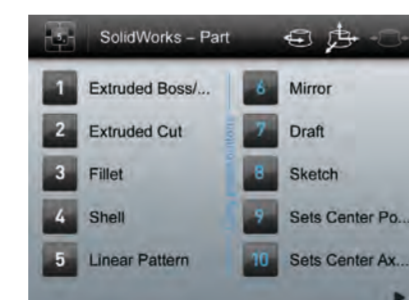 SolidWorks – Part
1 Extruded Boss/...
2 Extruded Cut
3 Fillet
4 Shell
5 Linear Pattern
6 Mirror
7 Draft
8 Sketch
9 Sets Center Po...
10 Sets Center Ax...